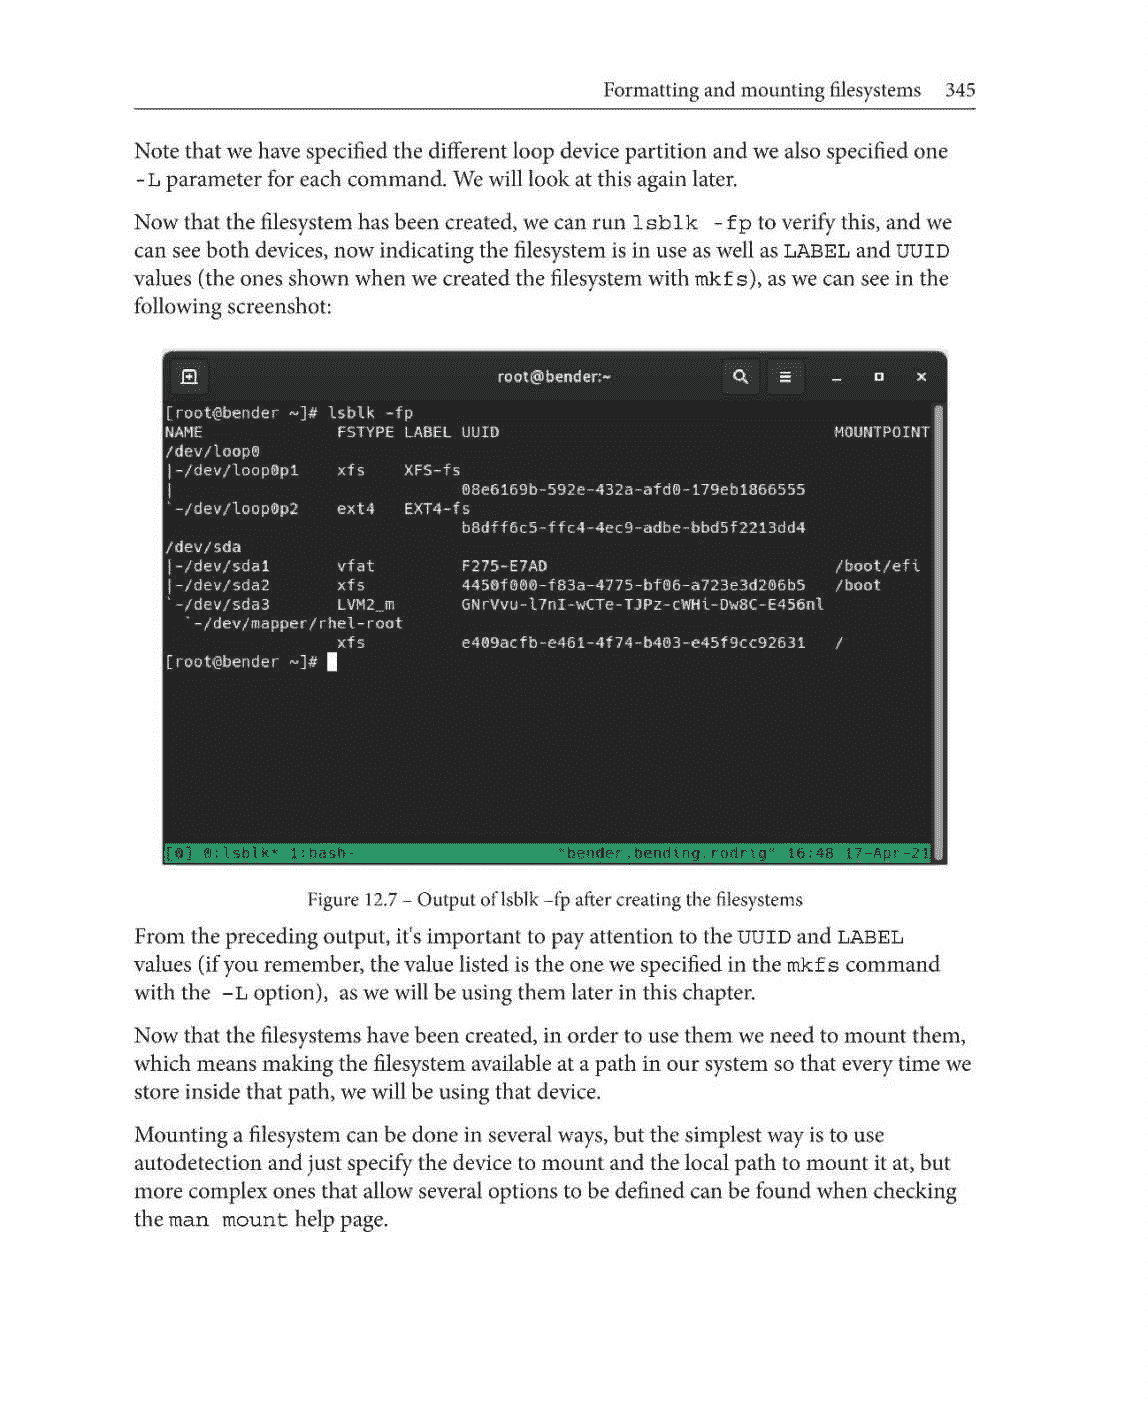 Formatting and mounting filesystems 345
Note that we have specified the different loop device partition and we also specified one
-L parameter for each command. We will look at this again later.
Now that the filesystem has been created, we can run lsblk -fp to verify this, and we
can see both devices, now indicating the filesystem is in use as well as LABEL and UUID
values (the ones shown when we created the filesystem with mkfs), as we can see in the
following screenshot:
root@bender:~
[root@bender ~]# lsblk -fp
NAME FSTYPE LABEL UUID MOUNTPOINT
/dev/loop0
|-/dev/loop0p1 xfs XFS-fs
| 08e6169b-592e-432a-afd0-179eb1866555
`-/dev/loop0p2 ext4 EXT4-fs
b8dff6c5-ffc4-4ec9-adbe-bbd5f2213dd4
/dev/sda
|-/dev/sda1 vfat F275-E7AD /boot/efi
|-/dev/sda2 xfs 4450f000-f83a-4775-bf06-a723e3d206b5 /boot
`-/dev/sda3 LVM2_m GNrVvu-l7nI-wCTe-TJPz-cWHi-Dw8C-E456nl
`-/dev/mapper/rhel-root
xfs e409acfb-e461-4f74-b403-e45f9cc92631 /
[root@bender ~]#
[0] 0:lsblk* 1:bash- "bender.bending.rodrig" 16:48 17-Apr-21
Figure 12.7 – Output of lsblk –fp after creating the filesystems
From the preceding output, it's important to pay attention to the UUID and LABEL
values (if you remember, the value listed is the one we specified in the mkfs command
with the –L option), as we will be using them later in this chapter.
Now that the filesystems have been created, in order to use them we need to mount them,
which means making the filesystem available at a path in our system so that every time we
store inside that path, we will be using that device.
Mounting a filesystem can be done in several ways, but the simplest way is to use
autodetection and just specify the device to mount and the local path to mount it at, but
more complex ones that allow several options to be defined can be found when checking
the man mount help page.